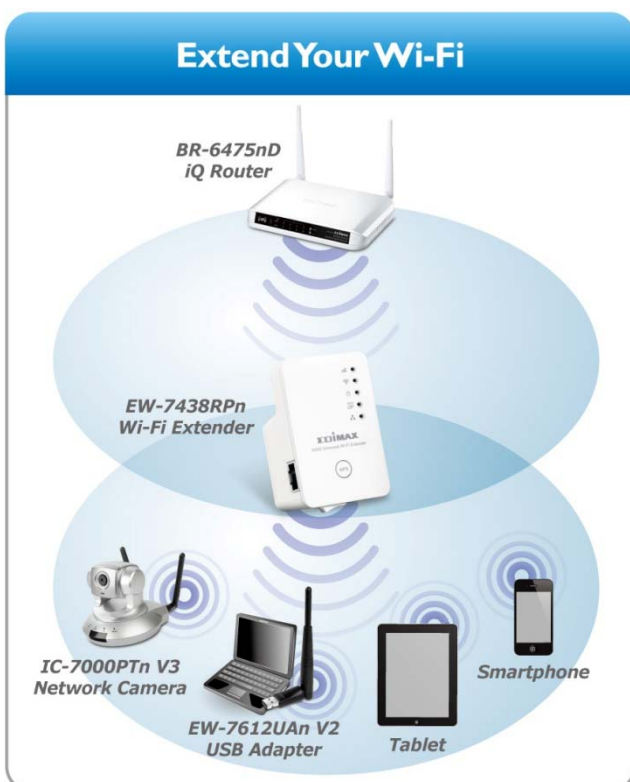 Extend Your Wi-Fi
BR-6475nD
iQ Router
EW-7438RPn
Wi-Fi Extender
EDIMAX
WPS
IC-7000PTn V3
Network Camera
EW-7612UAn V2
USB Adapter
Tablet
Smartphone